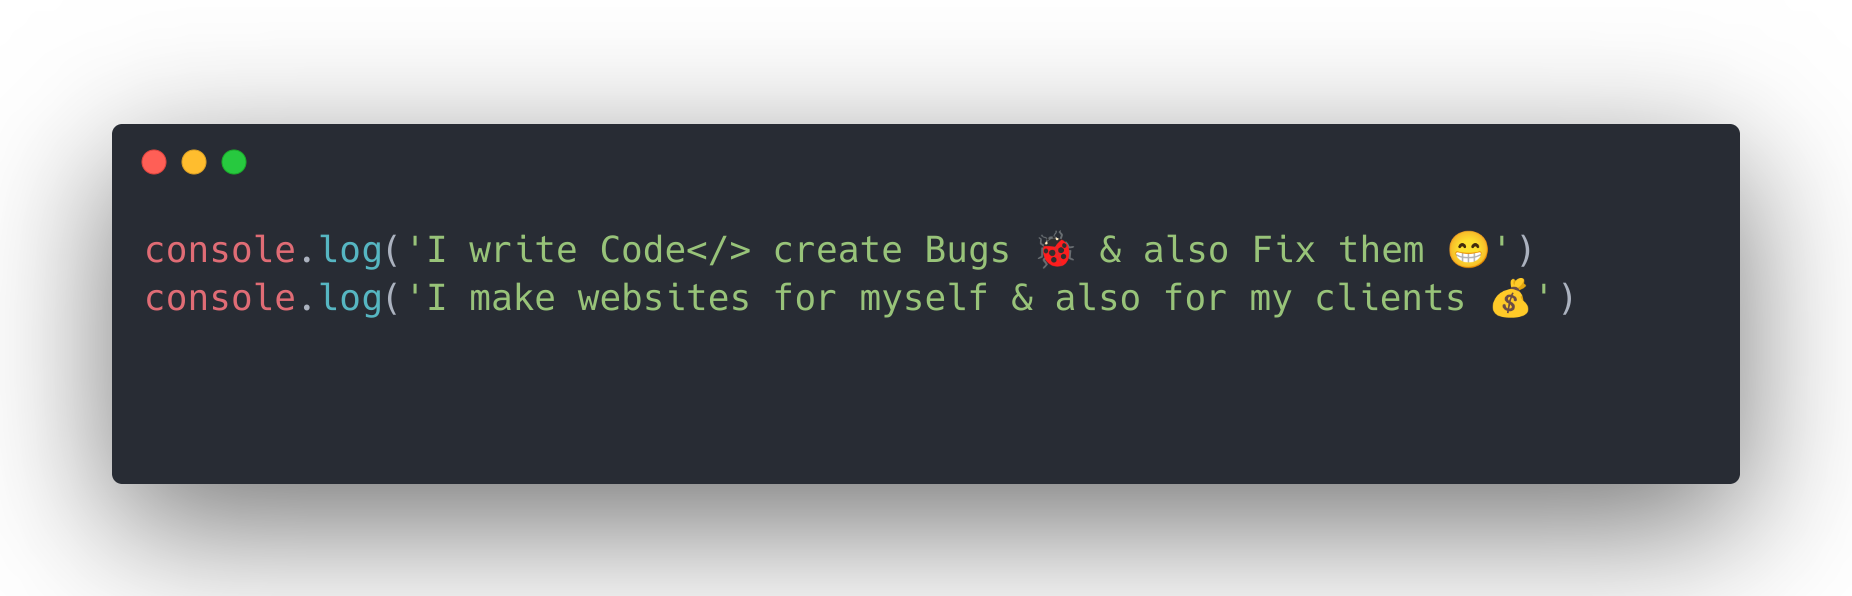 console.log('I write Code</> create Bugs 🐞 & also Fix them 😁')
console.log('I make websites for myself & also for my clients 💰')